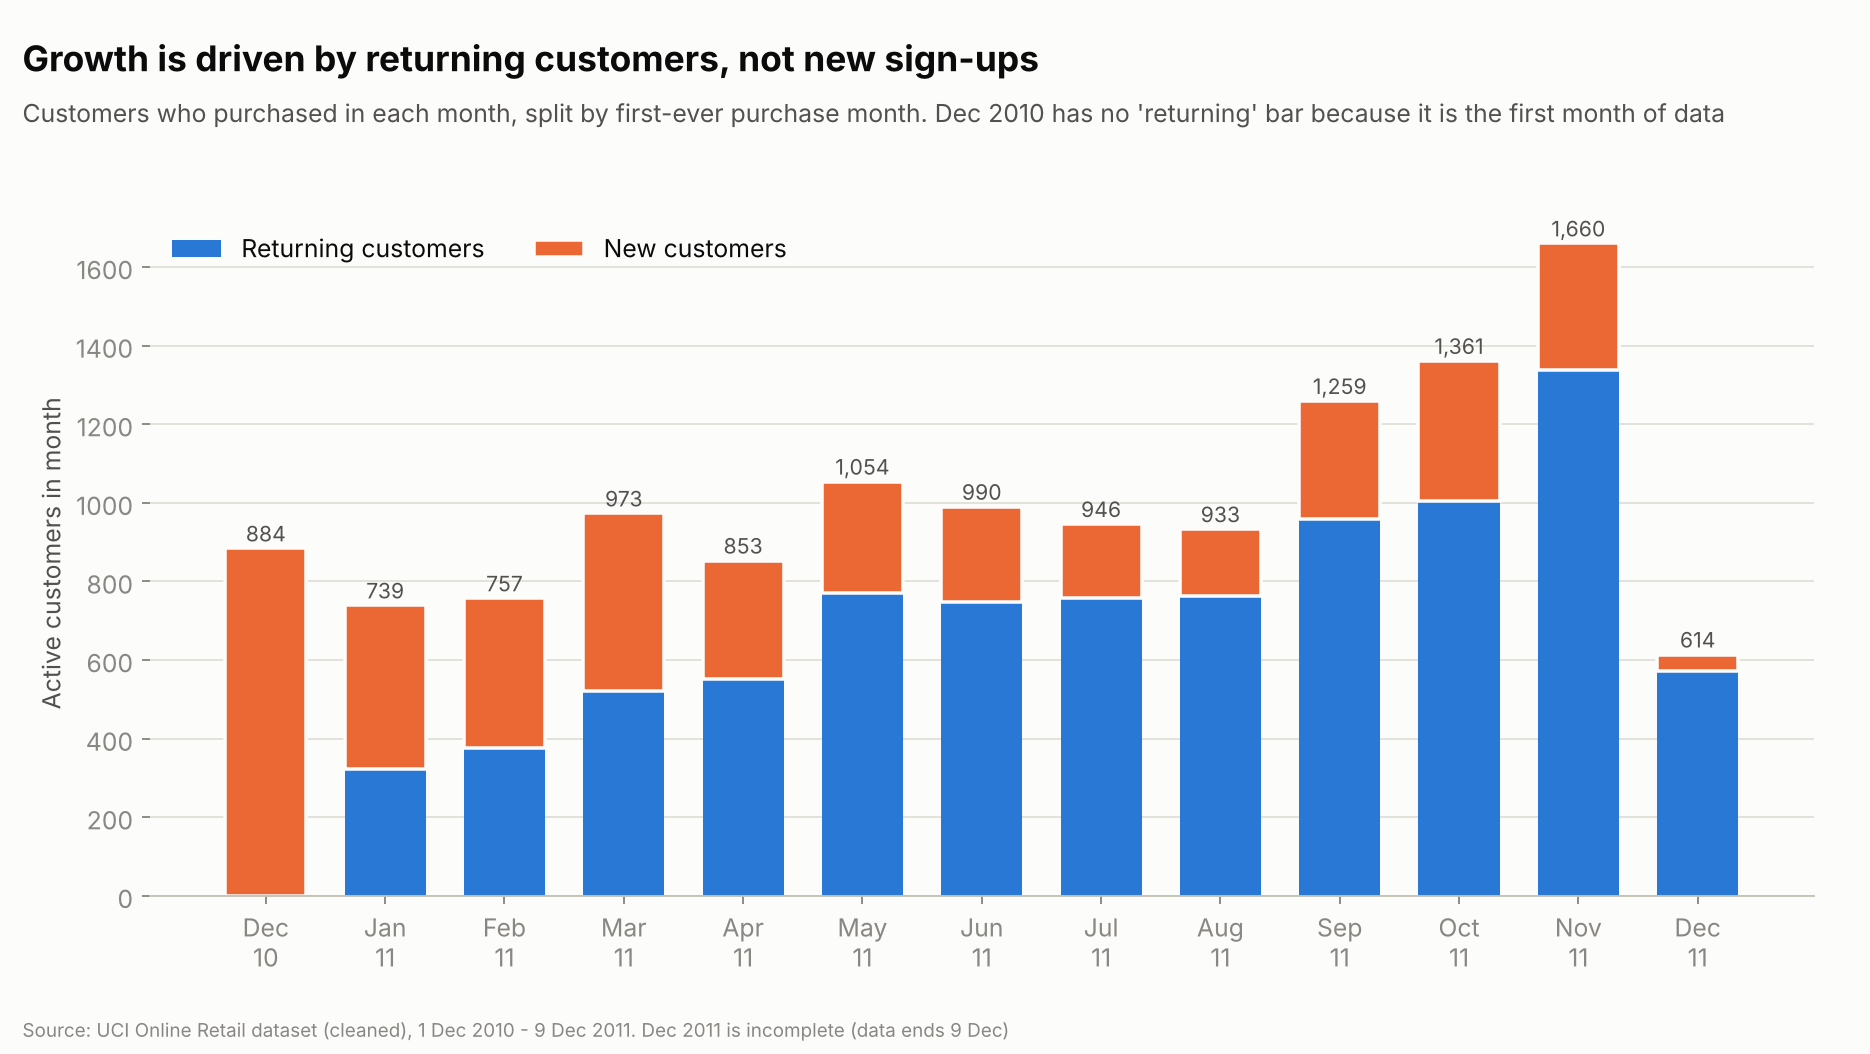 Growth is driven by returning customers, not new sign-ups
Customers who purchased in each month, split by first-ever purchase month. Dec 2010 has no 'returning' bar because it is the first month of data
Returning customers
New customers
Active customers in month
1600
1400
1200
1000
800
600
400
200
0
884
739
757
973
853
1,054
990
946
933
1,259
1,361
1,660
614
Dec
10
Jan
11
Feb
11
Mar
11
Apr
11
May
11
Jun
11
Jul
11
Aug
11
Sep
11
Oct
11
Nov
11
Dec
11
Source: UCI Online Retail dataset (cleaned), 1 Dec 2010 - 9 Dec 2011. Dec 2011 is incomplete (data ends 9 Dec)